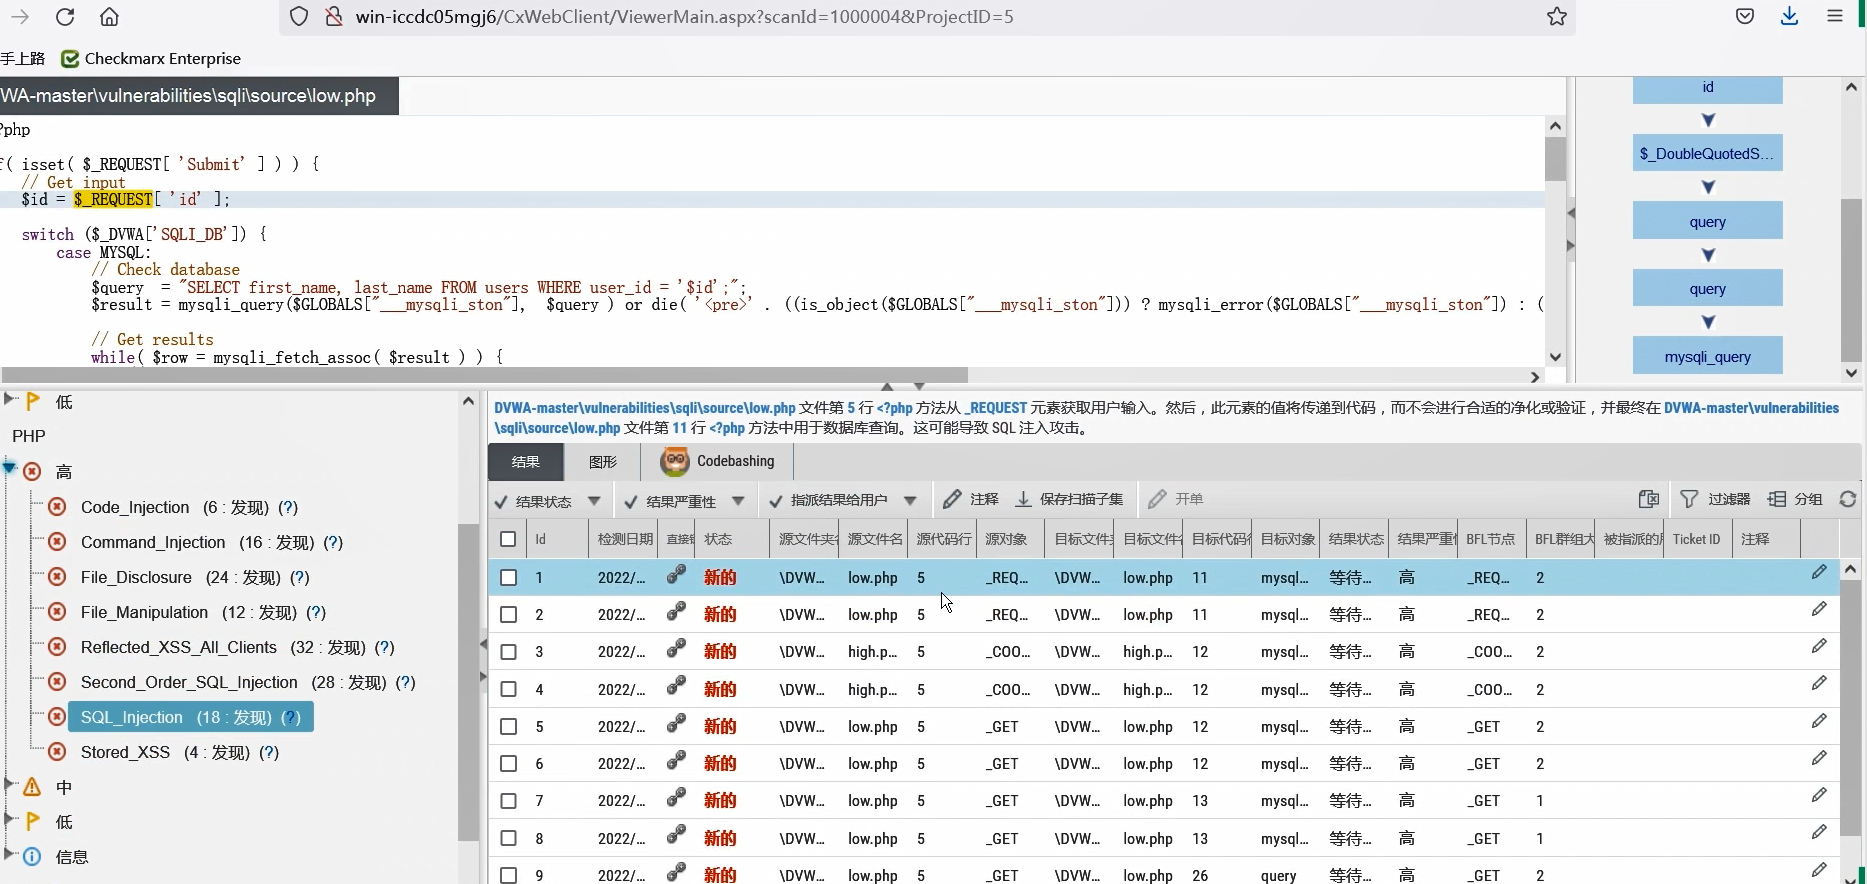 win-iccdc05mgj6/CxWebClient/ViewerMain.aspx?scanId=1000004&ProjectID=5
手上路 Checkmarx Enterprise
WA-master\vulnerabilities\sqli\source\low.php
?php
f( isset( $_REQUEST[ 'Submit' ] ) ) {
// Get input
$id = $_REQUEST[ 'id' ];
switch ($_DVWA['SQLI_DB']) {
case MYSQL:
// Check database
$query = "SELECT first_name, last_name FROM users WHERE user_id = '$id';";
$result = mysqli_query($GLOBALS["___mysqli_ston"], $query ) or die( '<pre>' . ((is_object($GLOBALS["___mysqli_ston"])) ? mysqli_error($GLOBALS["___mysqli_ston"]) : (
// Get results
while( $row = mysqli_fetch_assoc( $result ) ) {
id
$_DoubleQuotedS...
query
query
mysqli_query
低
PHP
高
Code_Injection (6 : 发现) (?)
Command_Injection (16 : 发现) (?)
File_Disclosure (24 : 发现) (?)
File_Manipulation (12 : 发现) (?)
Reflected_XSS_All_Clients (32 : 发现) (?)
Second_Order_SQL_Injection (28 : 发现) (?)
SQL_Injection (18 : 发现) (?)
Stored_XSS (4 : 发现) (?)
中
低
信息
DVWA-master\vulnerabilities\sqli\source\low.php 文件第 5 行 <?php 方法从 _REQUEST 元素获取用户输入。然后，此元素的值将传递到代码，而不会进行合适的净化或验证，并最终在 DVWA-master\vulnerabilities
\sqli\source\low.php 文件第 11 行 <?php 方法中用于数据库查询。这可能导致 SQL 注入攻击。
结果 图形 Codebashing
结果状态 结果严重性 指派结果给用户 注释 保存扫描子集 开单 过滤器 分组
Id 检测日期 直接链 状态 源文件夹 源文件名 源代码行 源对象 目标文件 目标文件 目标代码行 目标对象 结果状态 结果严重 BFL节点 BFL群组大 被指派的 Ticket ID 注释
1 2022/... 新的 \DVW... low.php 5 _REQ... \DVW... low.php 11 mysql... 等待... 高 _REQ... 2
2 2022/... 新的 \DVW... low.php 5 _REQ... \DVW... low.php 11 mysql... 等待... 高 _REQ... 2
3 2022/... 新的 \DVW... high.p... 5 _COO... \DVW... high.p... 12 mysql... 等待... 高 _COO... 2
4 2022/... 新的 \DVW... high.p... 5 _COO... \DVW... high.p... 12 mysql... 等待... 高 _COO... 2
5 2022/... 新的 \DVW... low.php 5 _GET \DVW... low.php 12 mysql... 等待... 高 _GET 2
6 2022/... 新的 \DVW... low.php 5 _GET \DVW... low.php 12 mysql... 等待... 高 _GET 2
7 2022/... 新的 \DVW... low.php 5 _GET \DVW... low.php 13 mysql... 等待... 高 _GET 1
8 2022/... 新的 \DVW... low.php 5 _GET \DVW... low.php 13 mysql... 等待... 高 _GET 1
9 2022/... 新的 \DVW... low.php 5 _GET \DVW... low.php 26 query 等待... 高 _GET 2